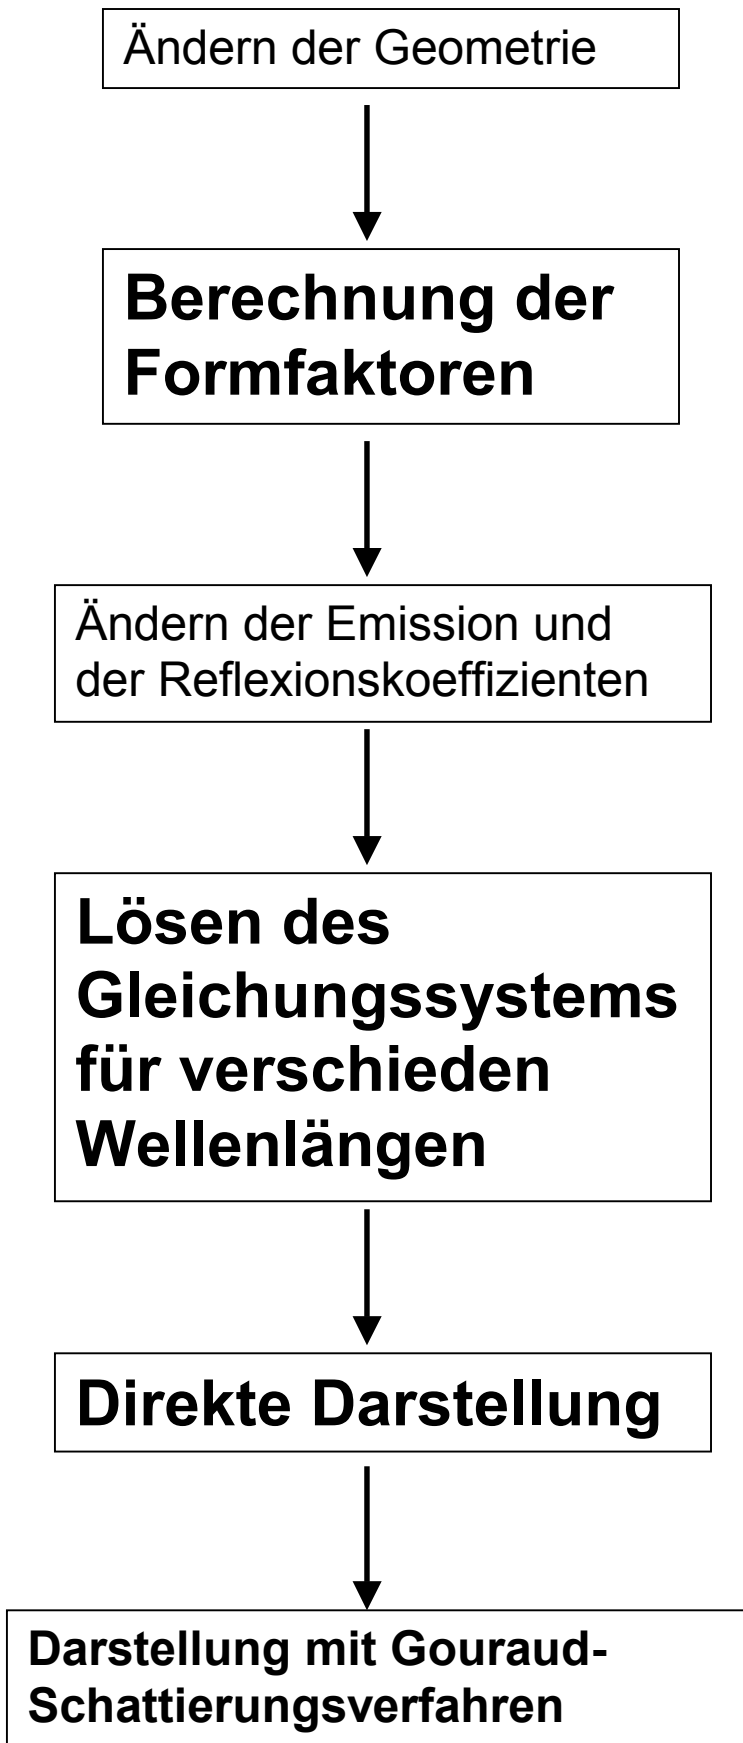 Ändern der Geometrie
Berechnung der
Formfaktoren
Ändern der Emission und
der Reflexionskoeffizienten
Lösen des
Gleichungssystems
für verschieden
Wellenlängen
Direkte Darstellung
Darstellung mit Gouraud-
Schattierungsverfahren